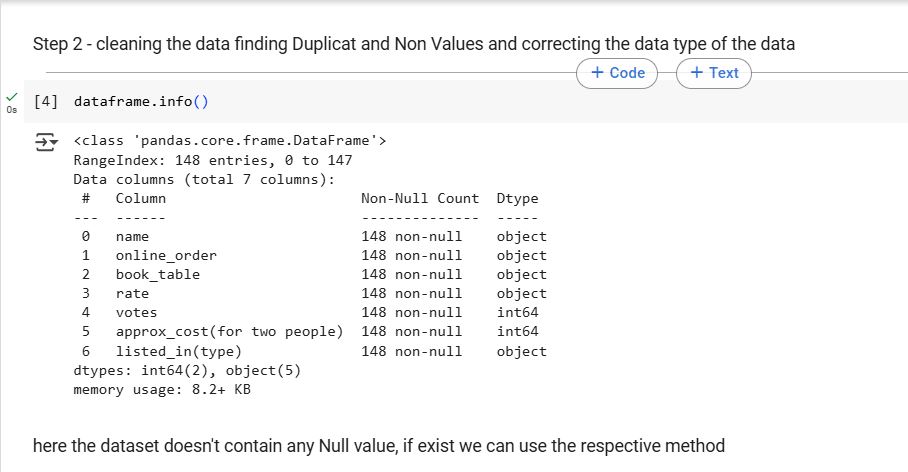 Step 2 - cleaning the data finding Duplicat and Non Values and correcting the data type of the data
+ Code + Text
0s [4] dataframe.info()
<class 'pandas.core.frame.DataFrame'>
RangeIndex: 148 entries, 0 to 147
Data columns (total 7 columns):
# Column Non-Null Count Dtype
--- ------ -------------- -----
0 name 148 non-null object
1 online_order 148 non-null object
2 book_table 148 non-null object
3 rate 148 non-null object
4 votes 148 non-null int64
5 approx_cost(for two people) 148 non-null int64
6 listed_in(type) 148 non-null object
dtypes: int64(2), object(5)
memory usage: 8.2+ KB
here the dataset doesn't contain any Null value, if exist we can use the respective method